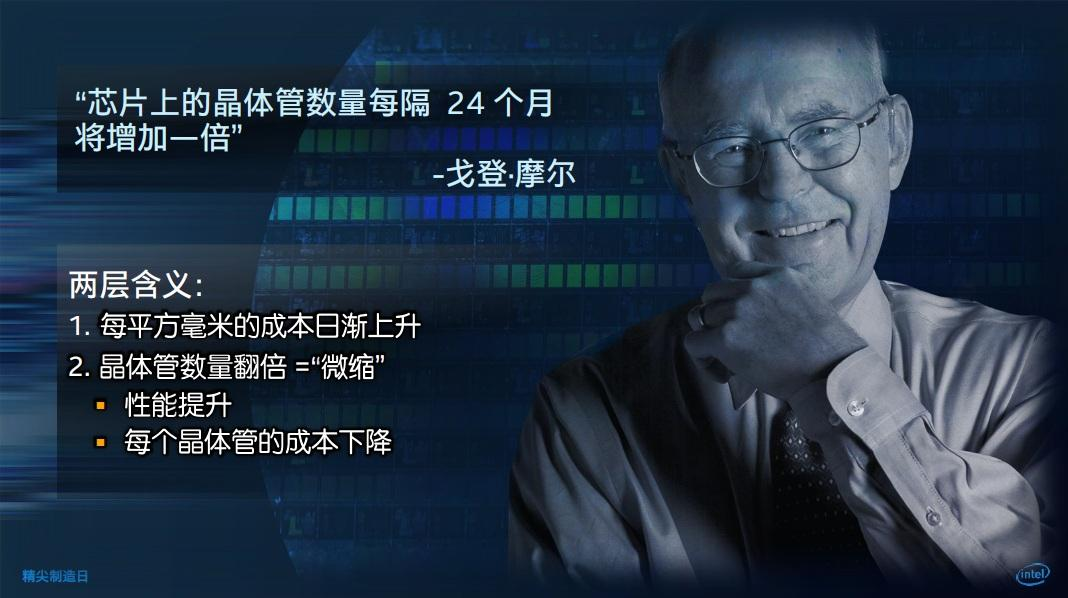 “芯片上的晶体管数量每隔 24 个月
将增加一倍”
-戈登·摩尔
两层含义：
1. 每平方毫米的成本日渐上升
2. 晶体管数量翻倍 =“微缩”
▪ 性能提升
▪ 每个晶体管的成本下降
精尖制造日
intel